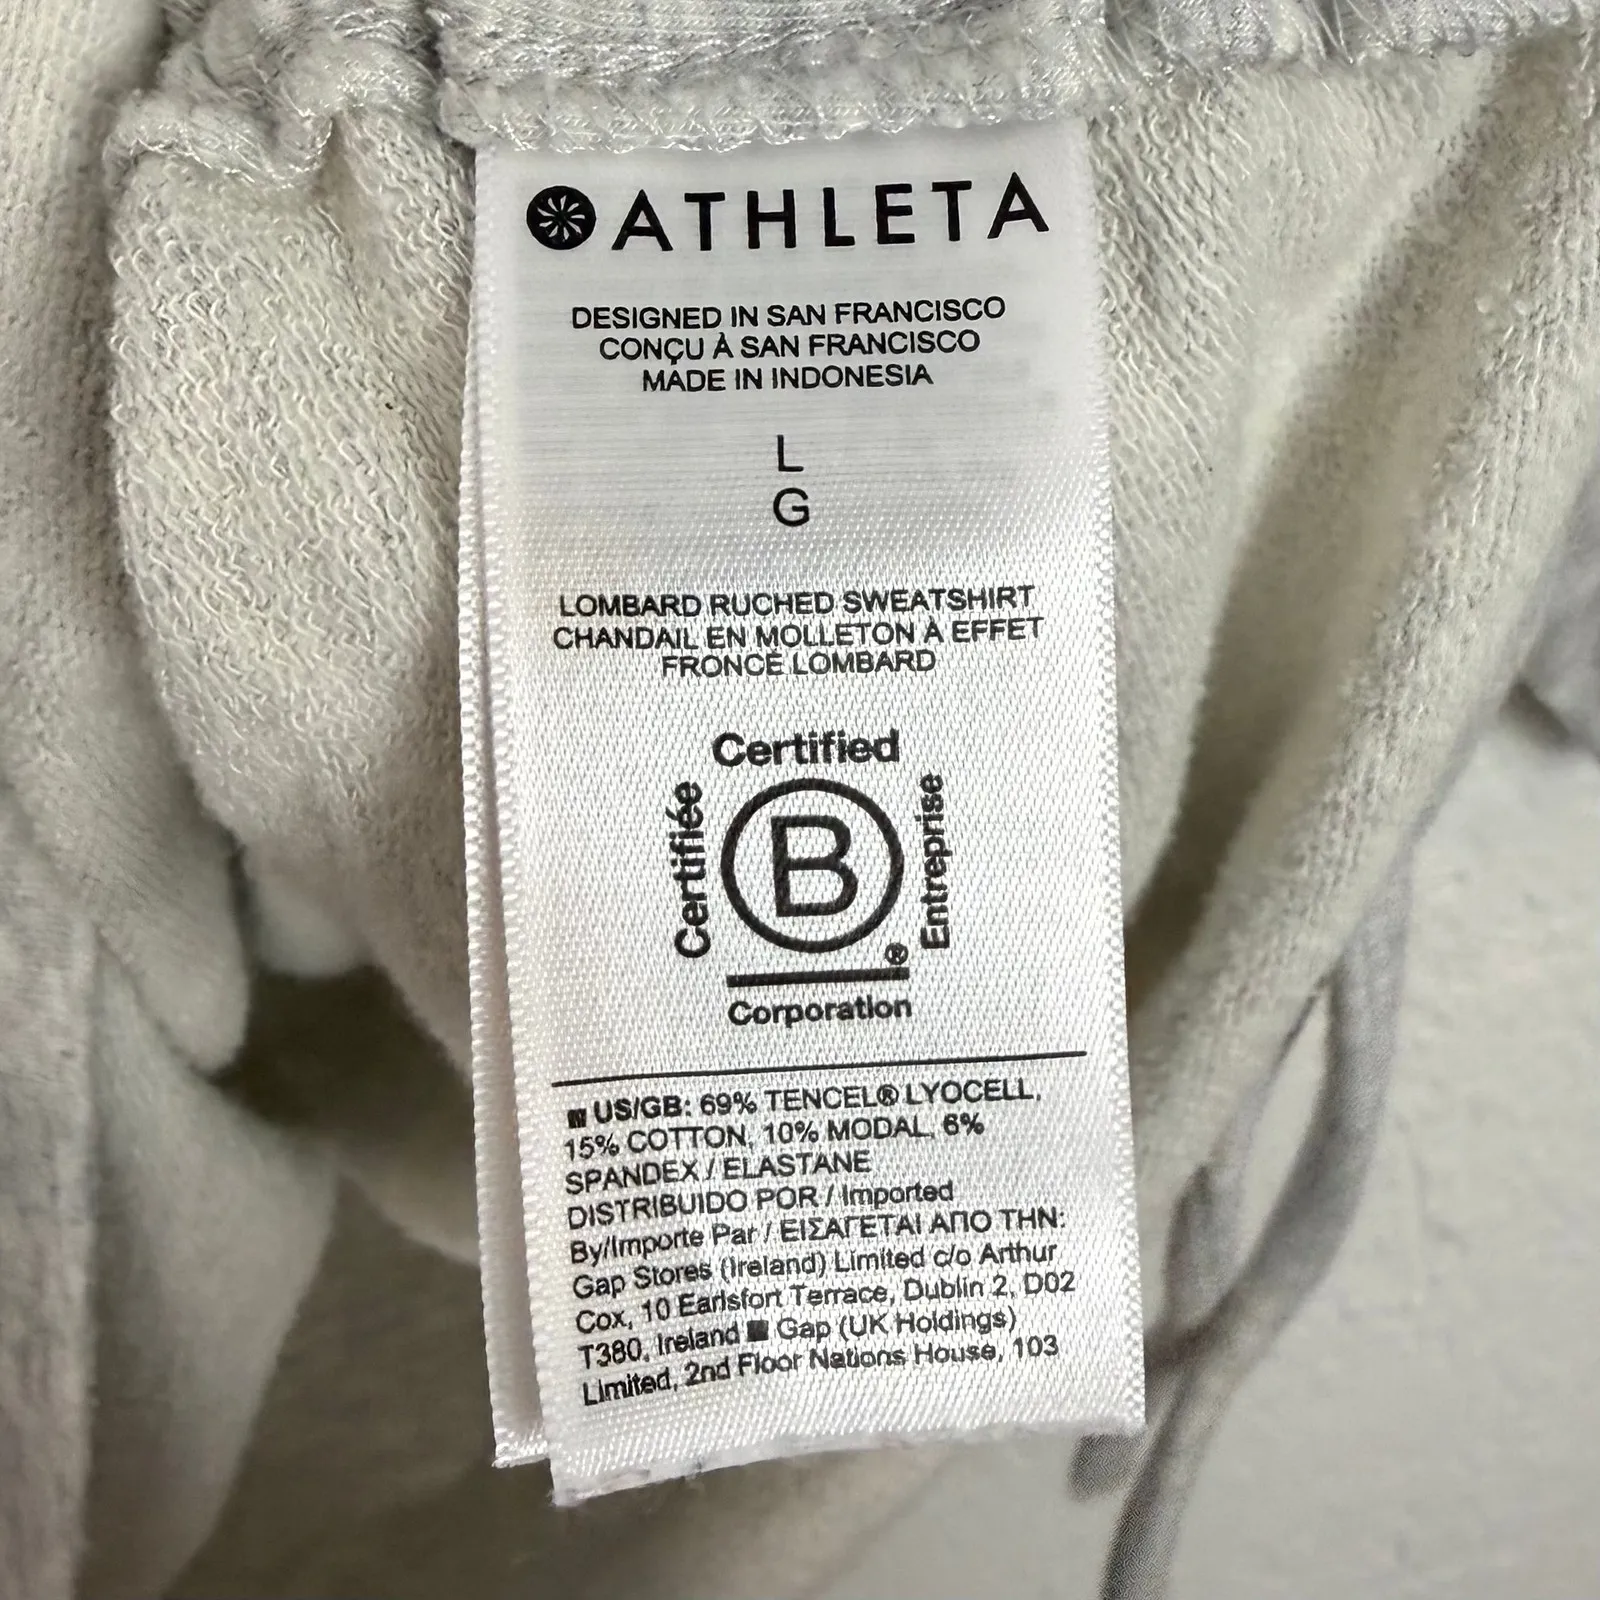 ATHLETA
DESIGNED IN SAN FRANCISCO
CONÇU À SAN FRANCISCO
MADE IN INDONESIA
L
G
LOMBARD RUCHED SWEATSHIRT
CHANDAIL EN MOLLETON À EFFET
FRONCÉ LOMBARD
Certified
Certifiée
B
Entreprise
®
Corporation
US/GB: 69% TENCEL® LYOCELL,
15% COTTON, 10% MODAL, 6%
SPANDEX / ELASTANE
DISTRIBUIDO POR / Imported
By/Importe Par / ΕΙΣΑΓΕΤΑΙ ΑΠΟ ΤΗΝ:
Gap Stores (Ireland) Limited c/o Arthur
Cox, 10 Earlsfort Terrace, Dublin 2, D02
T380, Ireland ■ Gap (UK Holdings)
Limited, 2nd Floor Nations House, 103